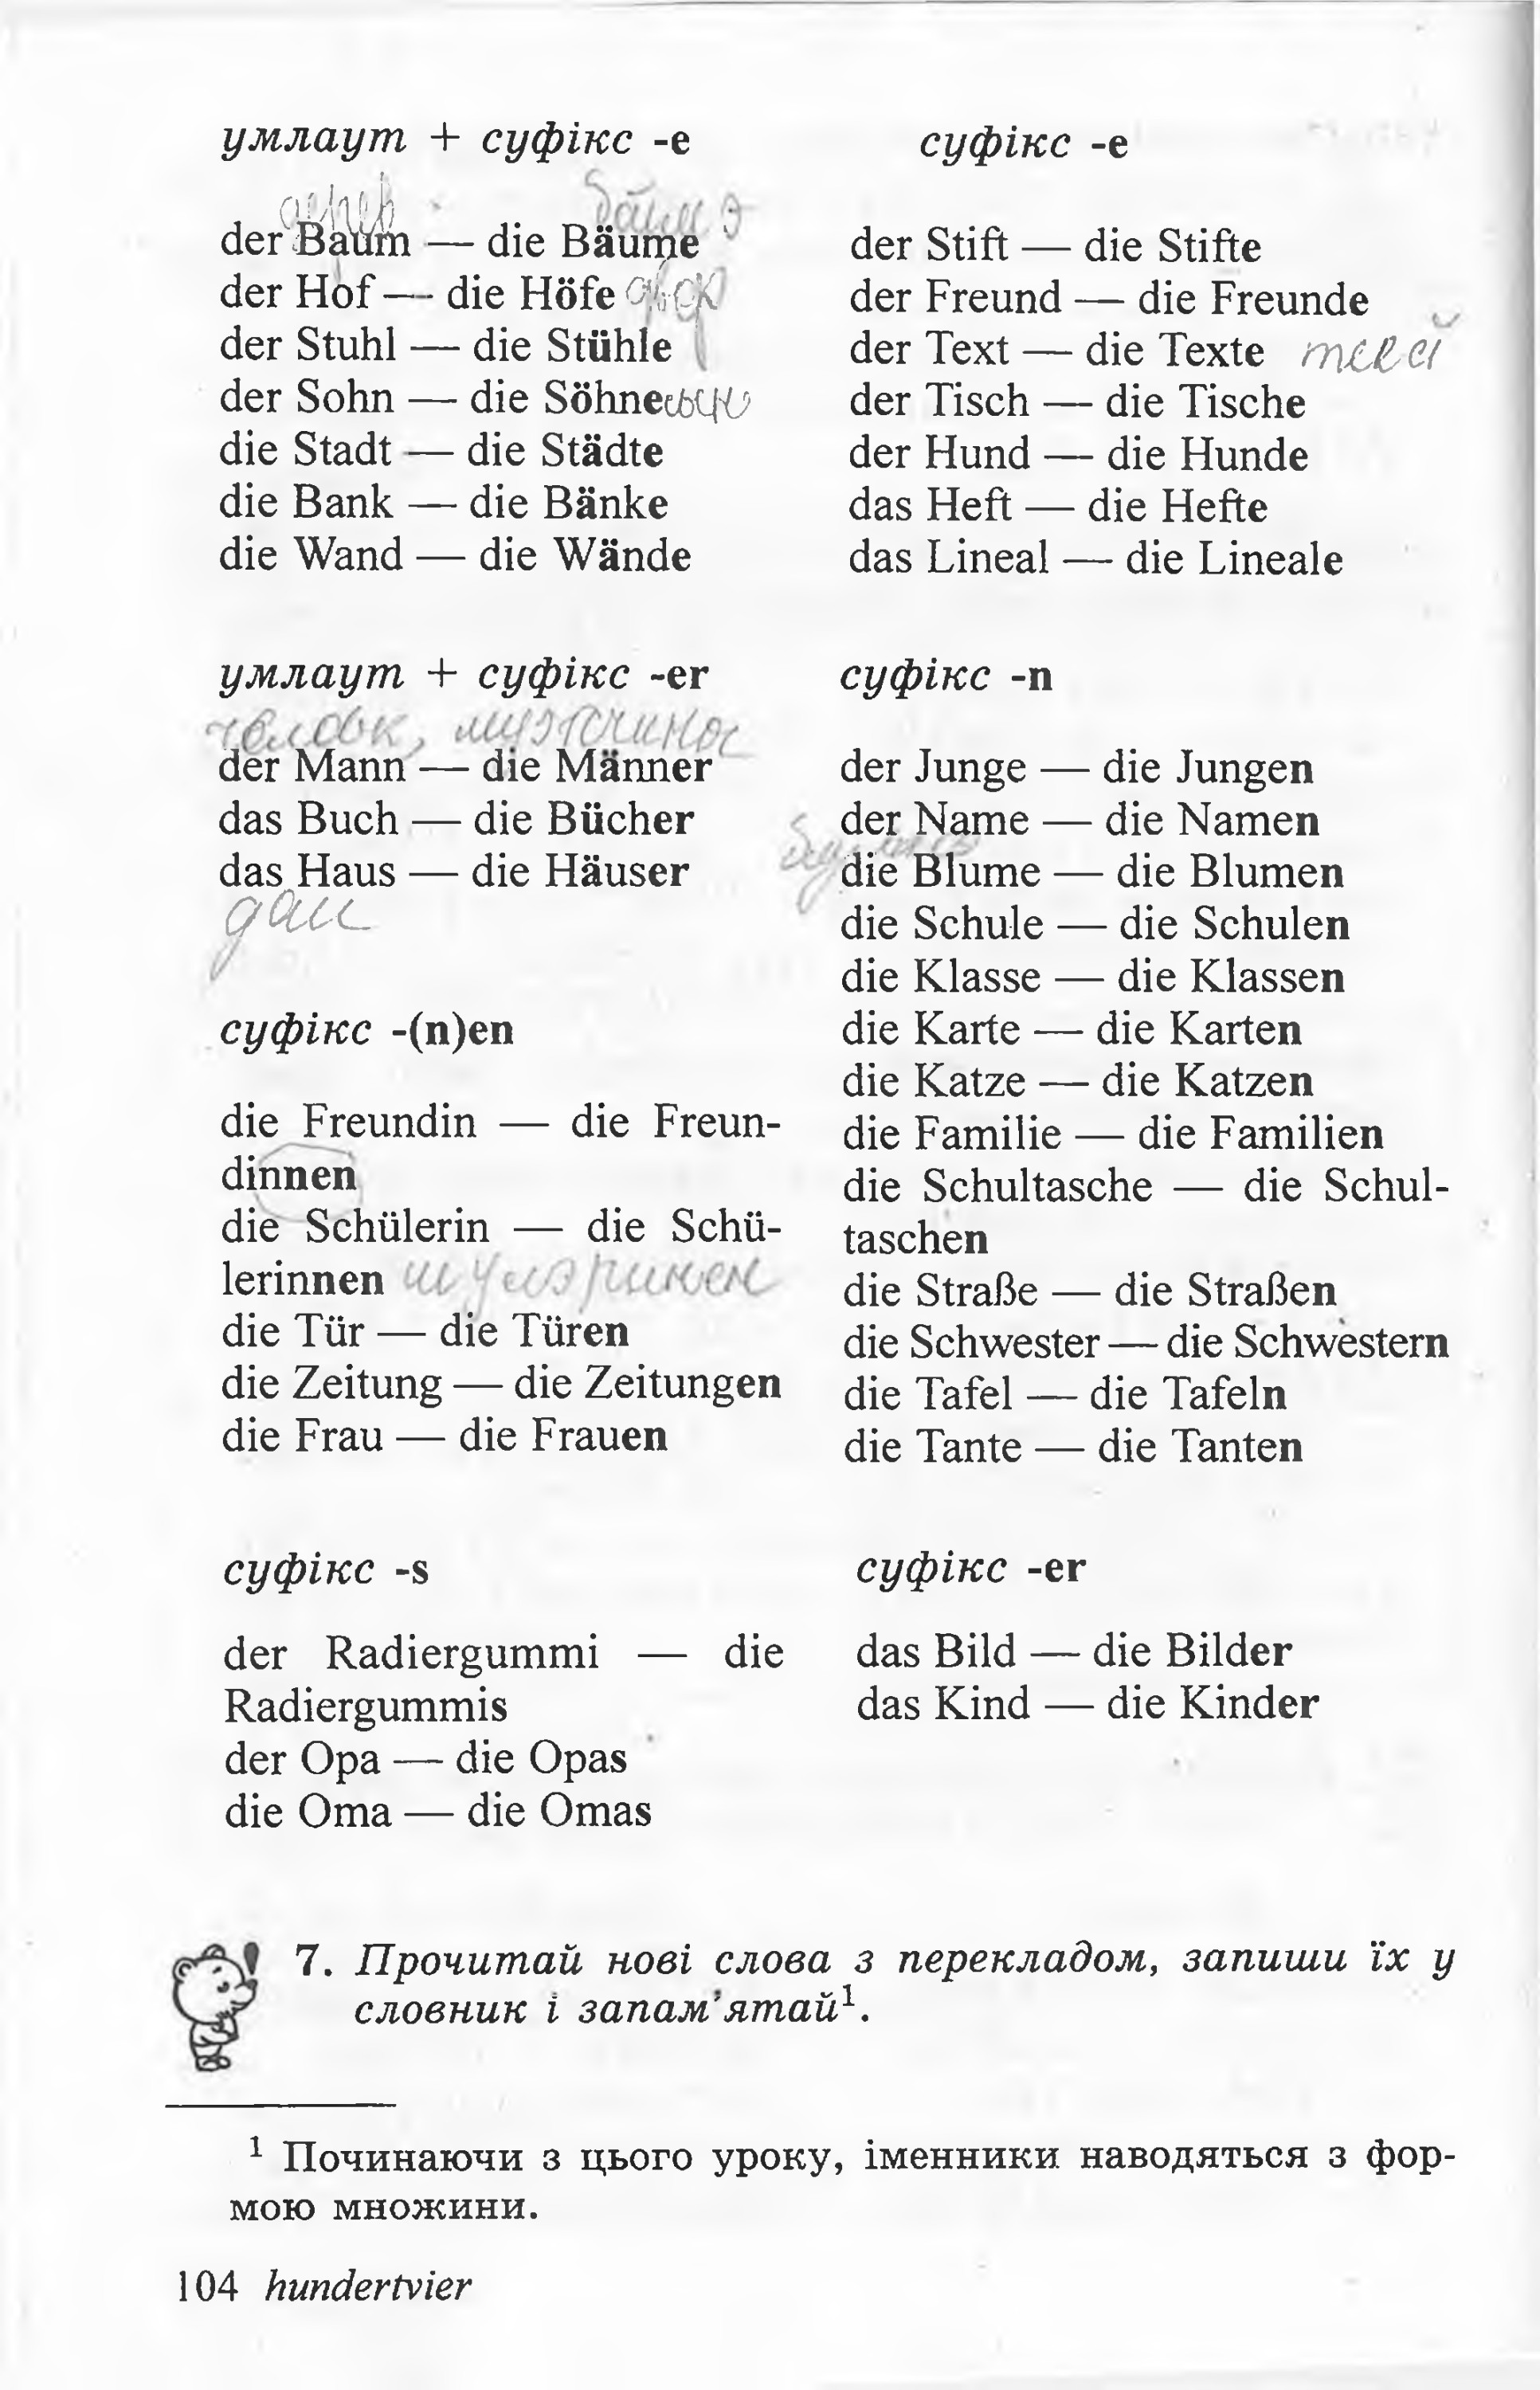 умлаут + суфікс -e
der Baum — die Bäume
der Hof — die Höfe
der Stuhl — die Stühle
der Sohn — die Söhne сын
die Stadt — die Städte
die Bank — die Bänke
die Wand — die Wände
суфікс -e
der Stift — die Stifte
der Freund — die Freunde
der Text — die Texte
der Tisch — die Tische
der Hund — die Hunde
das Heft — die Hefte
das Lineal — die Lineale
умлаут + суфікс -er
der Mann — die Männer
das Buch — die Bücher
das Haus — die Häuser
дом
суфікс -(n)en
die Freundin — die Freun-
dinnen
die Schülerin — die Schü-
lerinnen
die Tür — die Türen
die Zeitung — die Zeitungen
die Frau — die Frauen
суфікс -n
der Junge — die Jungen
der Name — die Namen
die Blume — die Blumen
die Schule — die Schulen
die Klasse — die Klassen
die Karte — die Karten
die Katze — die Katzen
die Familie — die Familien
die Schultasche — die Schul-
taschen
die Straße — die Straßen
die Schwester — die Schwestern
die Tafel — die Tafeln
die Tante — die Tanten
суфікс -s
der Radiergummi — die
Radiergummis
der Opa — die Opas
die Oma — die Omas
суфікс -er
das Bild — die Bilder
das Kind — die Kinder
7. Прочитай нові слова з перекладом, запиши їх у
словник і запам'ятай¹.
¹ Починаючи з цього уроку, іменники наводяться з фор-
мою множини.
104 hundertvier